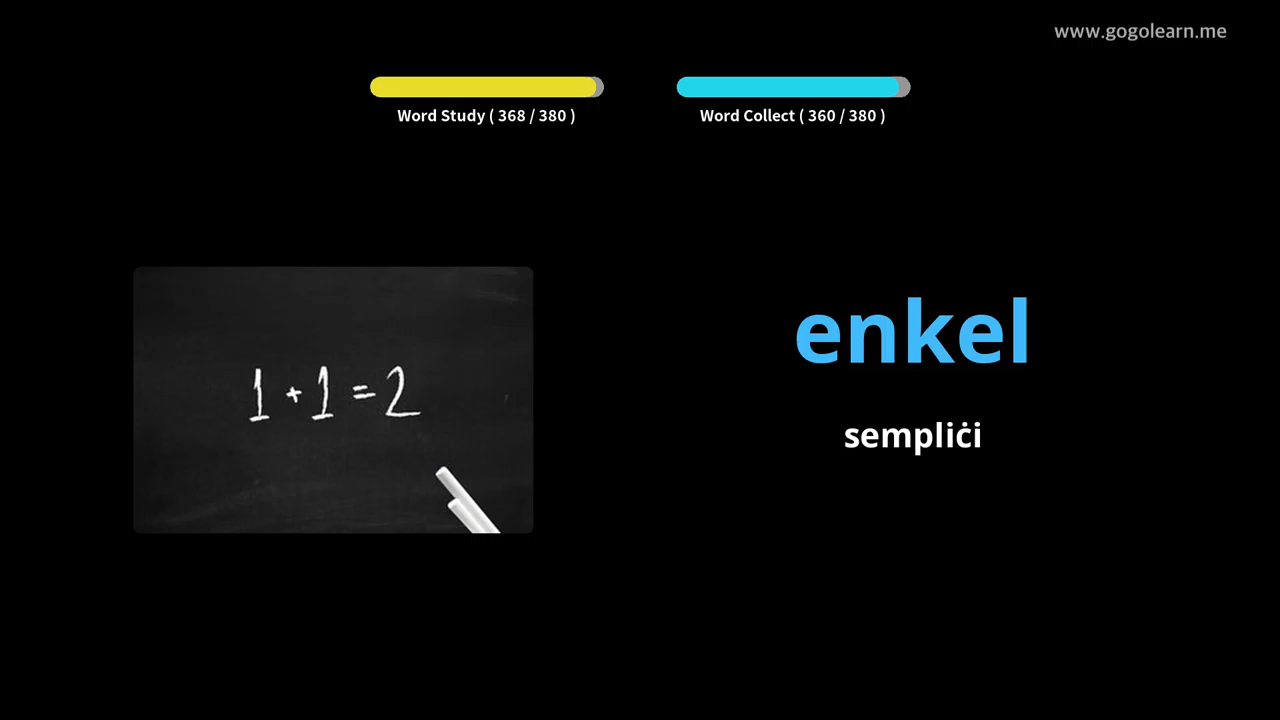 www.gogolearn.me
Word Study ( 368 / 380 )
Word Collect ( 360 / 380 )
1 + 1 = 2
enkel
sempliċi